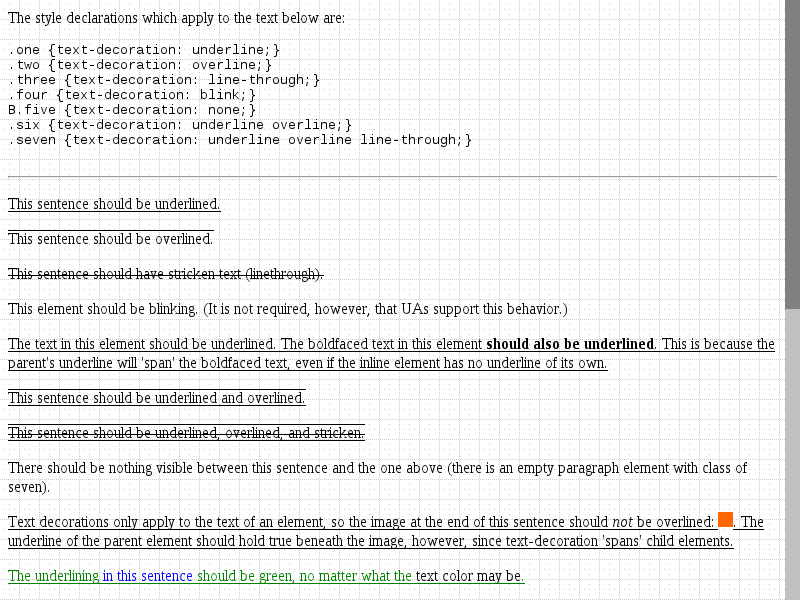 The style declarations which apply to the text below are:
.one {text-decoration: underline;}
.two {text-decoration: overline;}
.three {text-decoration: line-through;}
.four {text-decoration: blink;}
B.five {text-decoration: none;}
.six {text-decoration: underline overline;}
.seven {text-decoration: underline overline line-through;}
This sentence should be underlined.
This sentence should be overlined.
This sentence should have stricken text (linethrough).
This element should be blinking. (It is not required, however, that UAs support this behavior.)
The text in this element should be underlined. The boldfaced text in this element should also be underlined. This is because the
parent's underline will 'span' the boldfaced text, even if the inline element has no underline of its own.
This sentence should be underlined and overlined.
This sentence should be underlined, overlined, and stricken.
There should be nothing visible between this sentence and the one above (there is an empty paragraph element with class of
seven).
Text decorations only apply to the text of an element, so the image at the end of this sentence should not be overlined: . The
underline of the parent element should hold true beneath the image, however, since text-decoration 'spans' child elements.
The underlining in this sentence should be green, no matter what the text color may be.